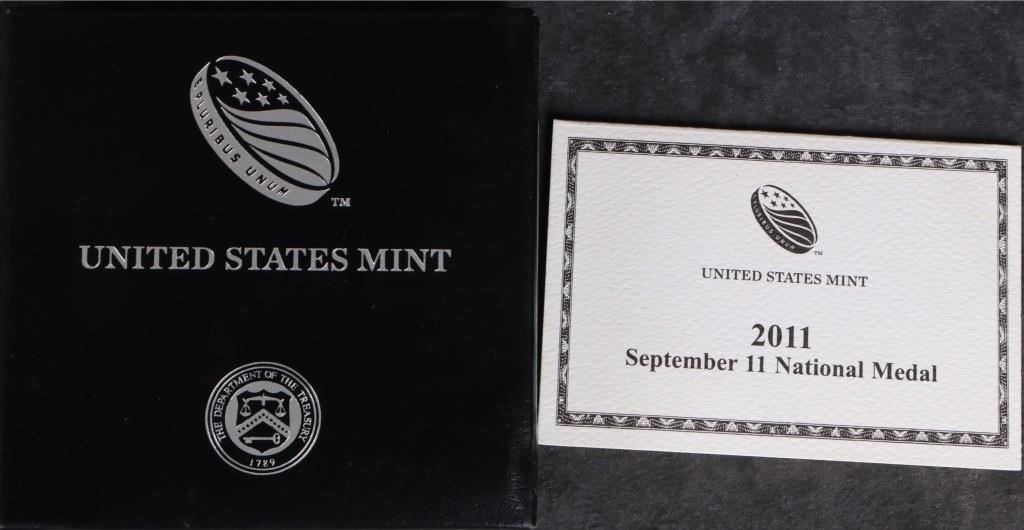 E PLURIBUS UNUM
TM
UNITED STATES MINT
THE DEPARTMENT OF THE TREASURY
1789
E PLURIBUS UNUM
TM
UNITED STATES MINT
2011
September 11 National Medal